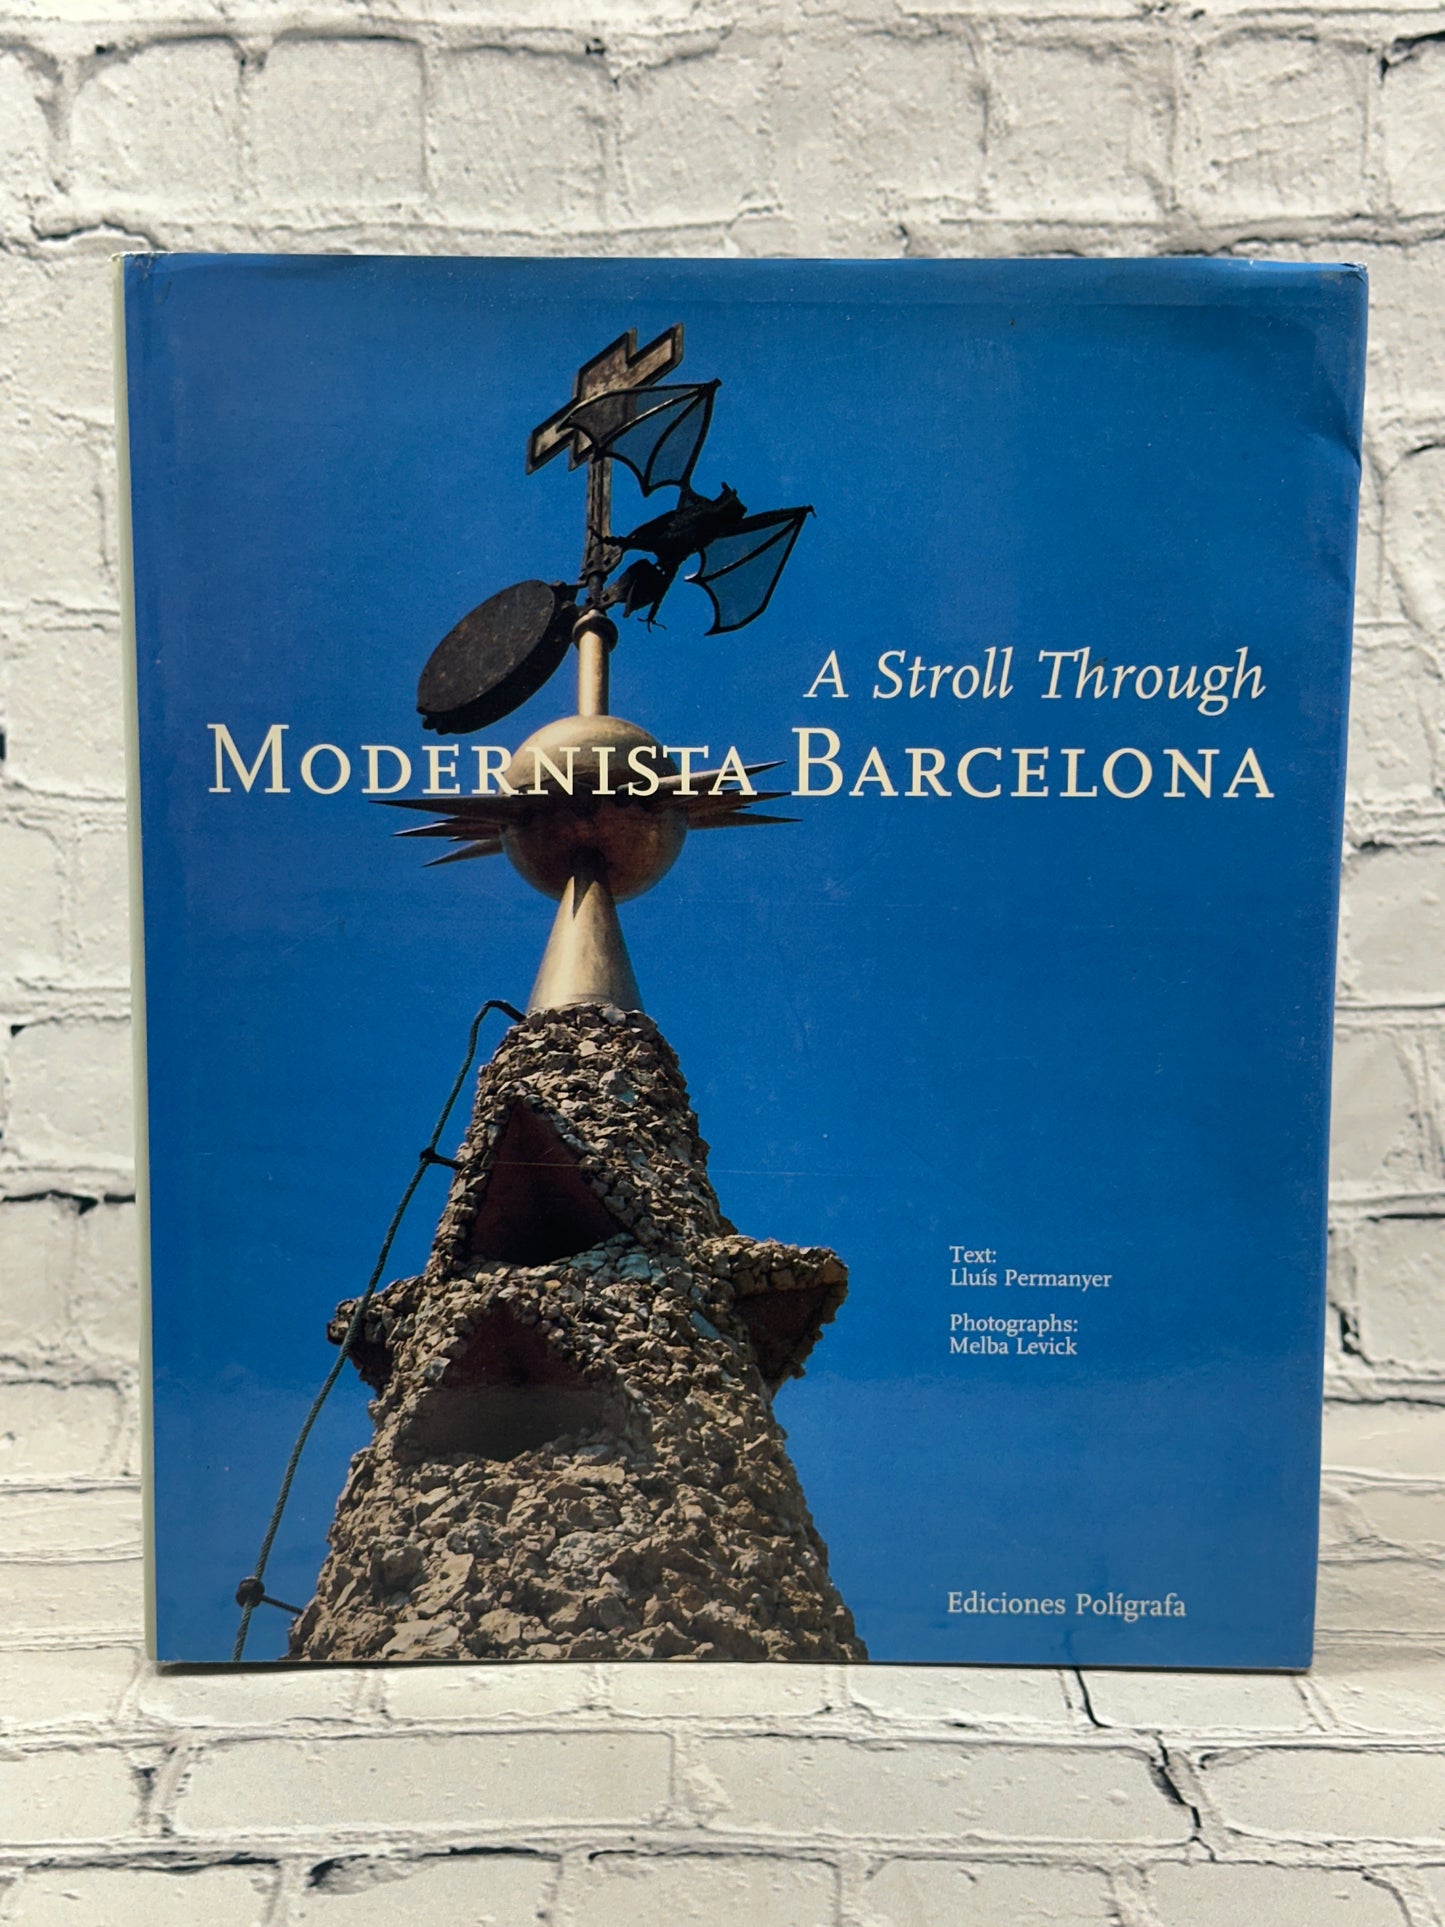 A Stroll Through
MODERNISTA BARCELONA
Text:
Lluís Permanyer
Photographs:
Melba Levick
Ediciones Polígrafa